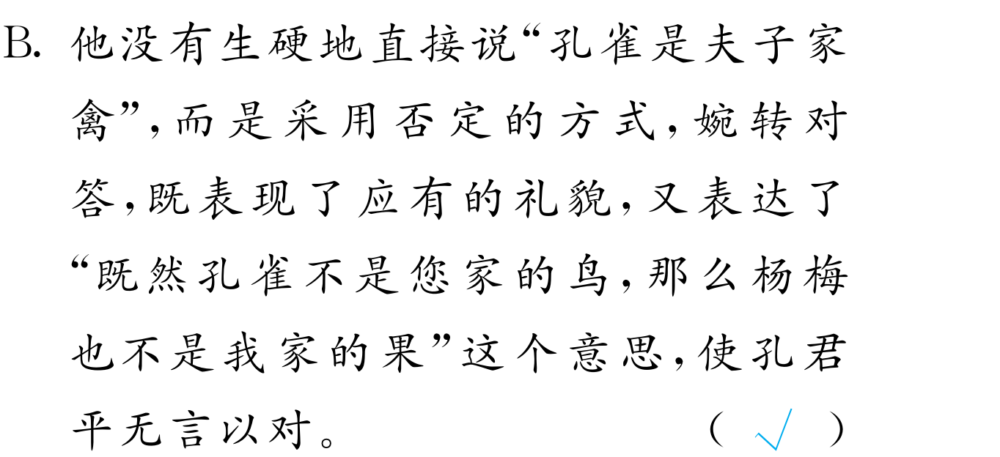 B. 他没有生硬地直接说“孔雀是夫子家
禽”,而是采用否定的方式,婉转对
答,既表现了应有的礼貌,又表达了
“既然孔雀不是您家的鸟,那么杨梅
也不是我家的果”这个意思,使孔君
平无言以对。 ( √ )